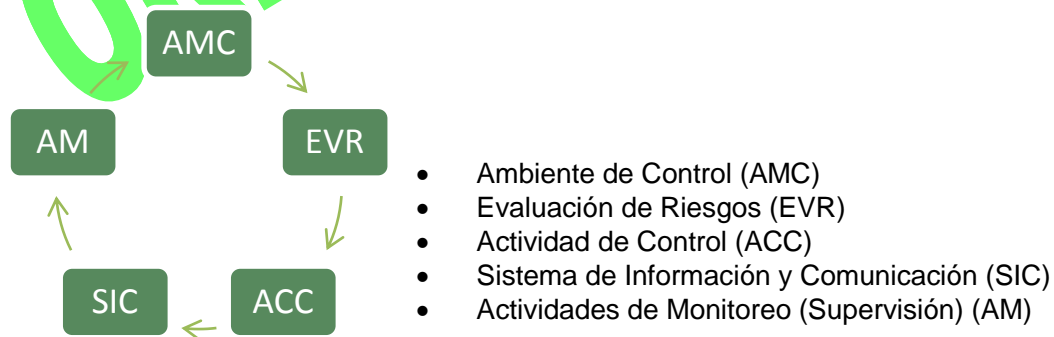 AMC
AM
EVR
SIC
ACC
• Ambiente de Control (AMC)
• Evaluación de Riesgos (EVR)
• Actividad de Control (ACC)
• Sistema de Información y Comunicación (SIC)
• Actividades de Monitoreo (Supervisión) (AM)